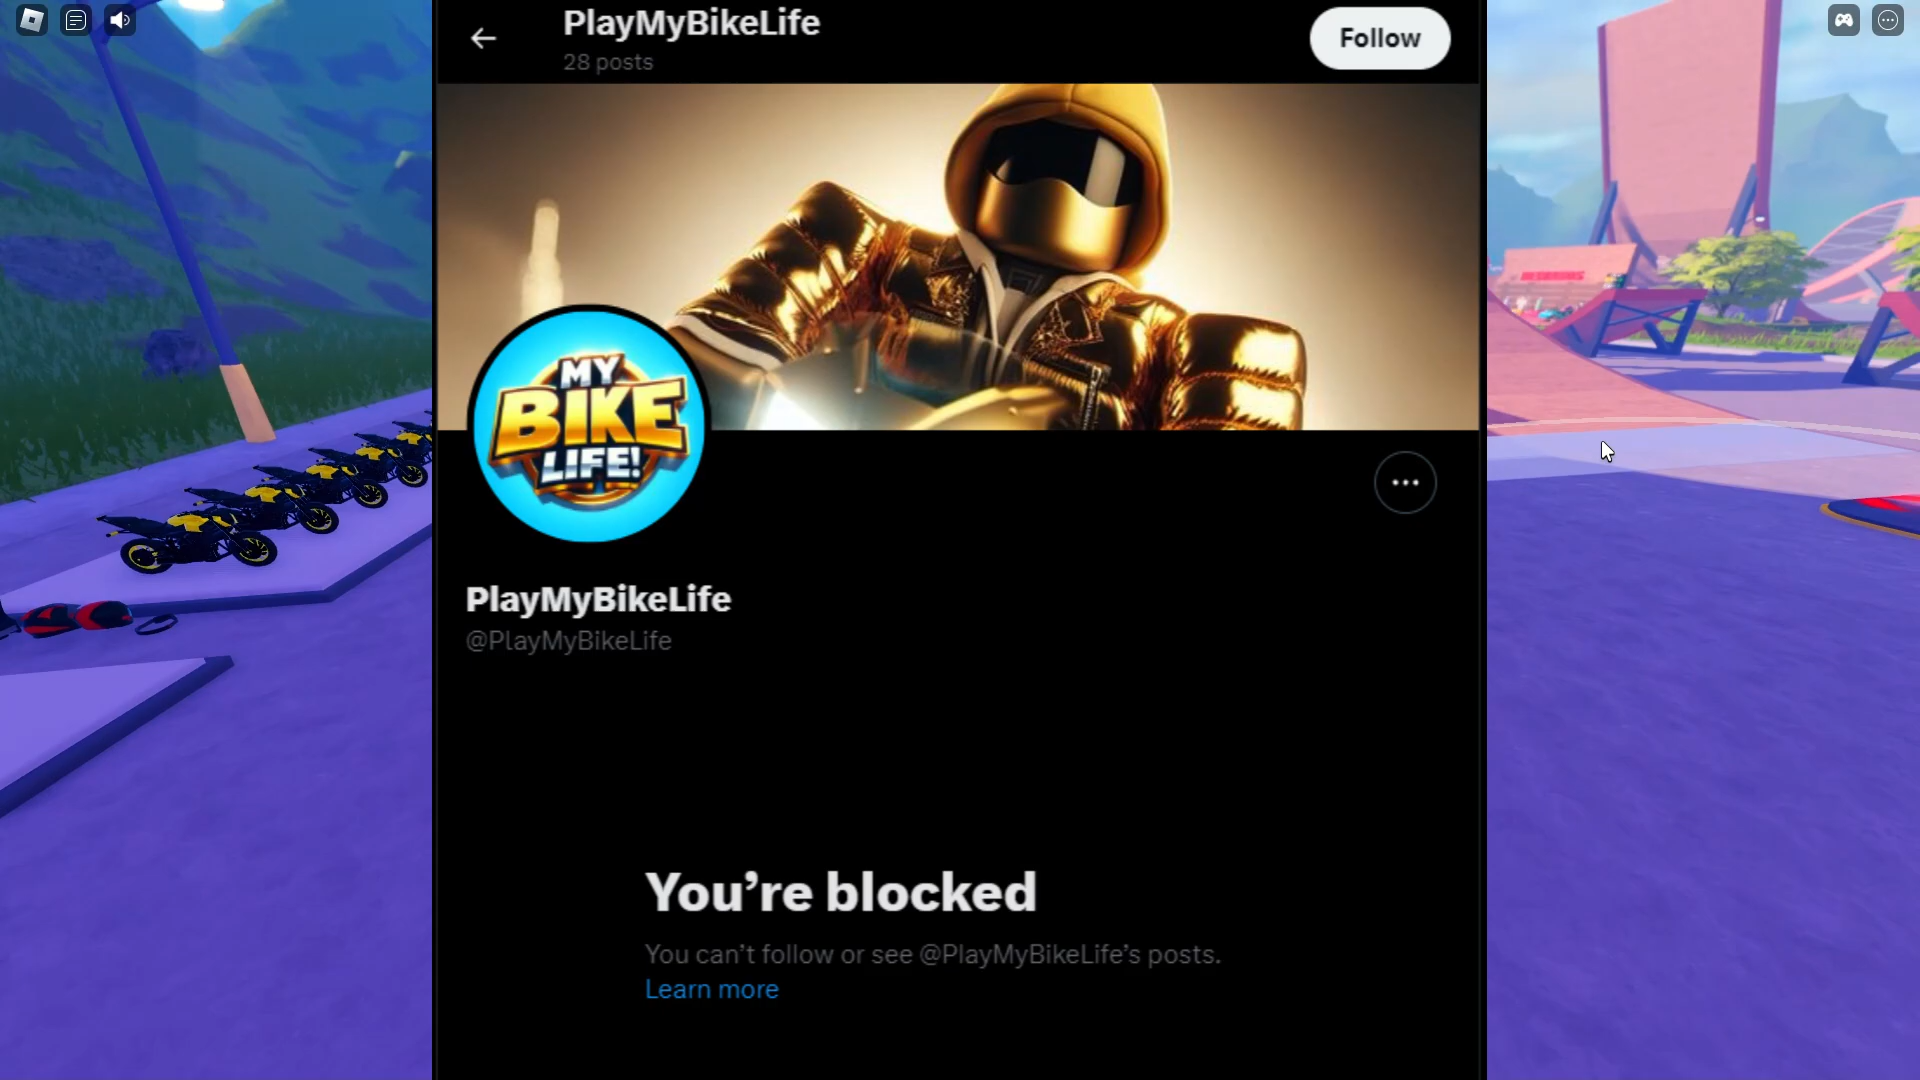 PlayMyBikeLife
28 posts
Follow
MY
BIKE
LIFE!
PlayMyBikeLife
@PlayMyBikeLife
You’re blocked
You can’t follow or see @PlayMyBikeLife’s posts.
Learn more